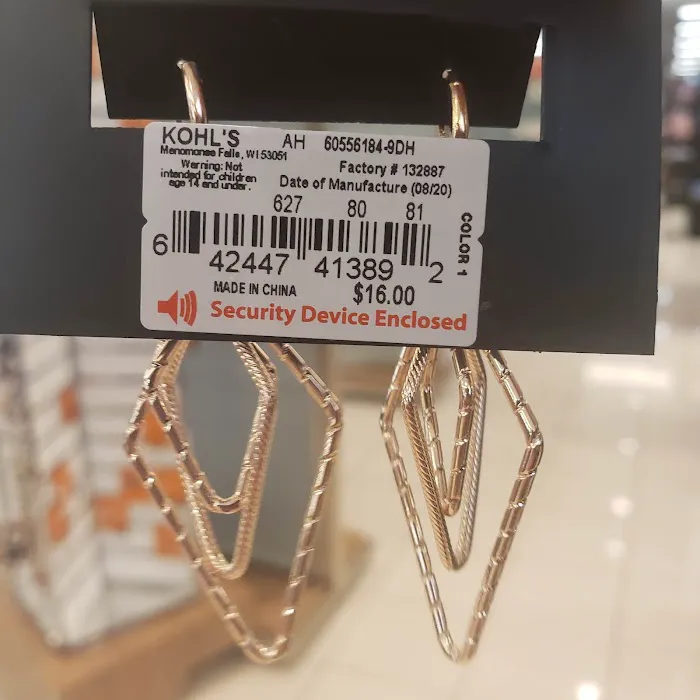 KOHL'S AH 60556184-9DH
Menomonee Falls, WI 53051
Warning: Not
intended for children
age 14 and under.
Factory # 132887
Date of Manufacture (08/20)
627 80 81
COLOR 1
6 42447 41389 2
MADE IN CHINA $16.00
Security Device Enclosed